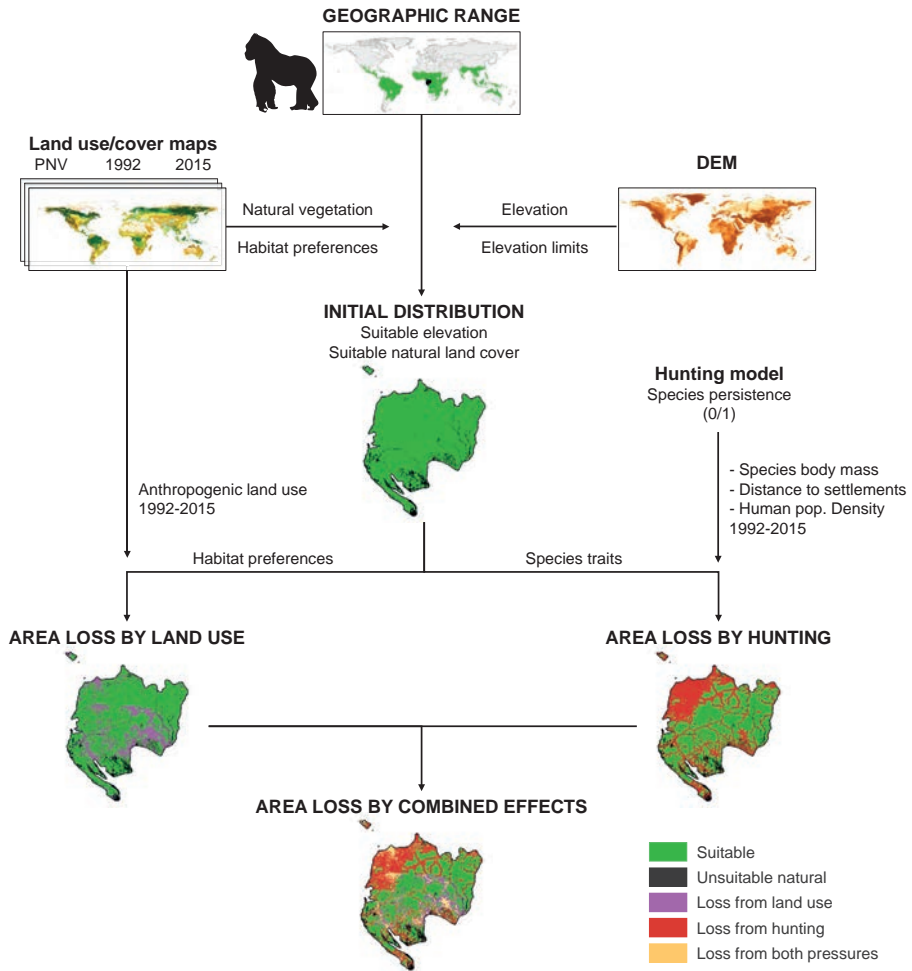 GEOGRAPHIC RANGE
Land use/cover maps
PNV 1992 2015
DEM
Natural vegetation
Habitat preferences
Elevation
Elevation limits
INITIAL DISTRIBUTION
Suitable elevation
Suitable natural land cover
Hunting model
Species persistence
(0/1)
- Species body mass
- Distance to settlements
- Human pop. Density
1992-2015
Anthropogenic land use
1992-2015
Habitat preferences
Species traits
AREA LOSS BY LAND USE
AREA LOSS BY HUNTING
AREA LOSS BY COMBINED EFFECTS
Suitable
Unsuitable natural
Loss from land use
Loss from hunting
Loss from both pressures